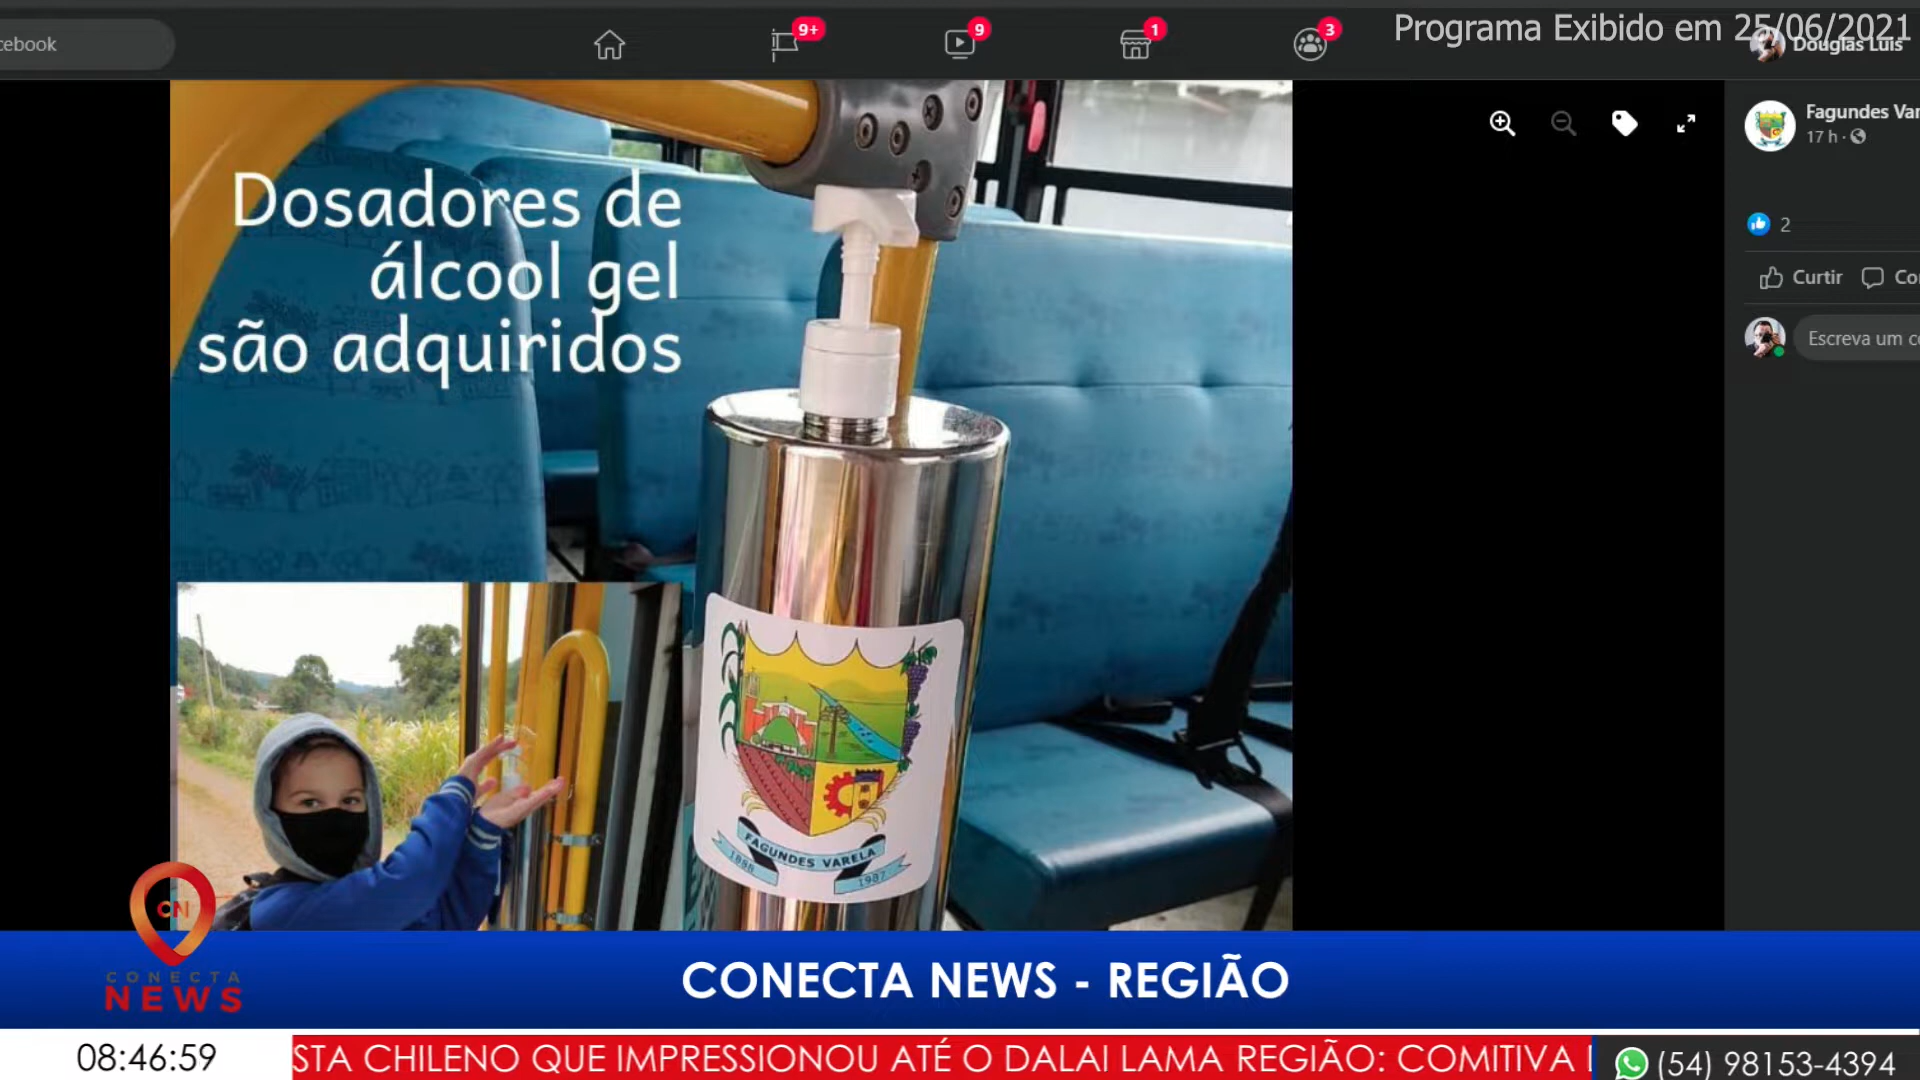 cebook
9+
9
1
3
Programa Exibido em 25/06/2021
Douglas Luis
Fagundes Var
17 h
2
Curtir
Co
Escreva um co
Dosadores de
álcool gel
são adquiridos
FAGUNDES VARELA
1888
1987
CN
CONECTA
NEWS
CONECTA NEWS - REGIÃO
08:46:59
STA CHILENO QUE IMPRESSIONOU ATÉ O DALAI LAMA REGIÃO: COMITIVA
(54) 98153-4394